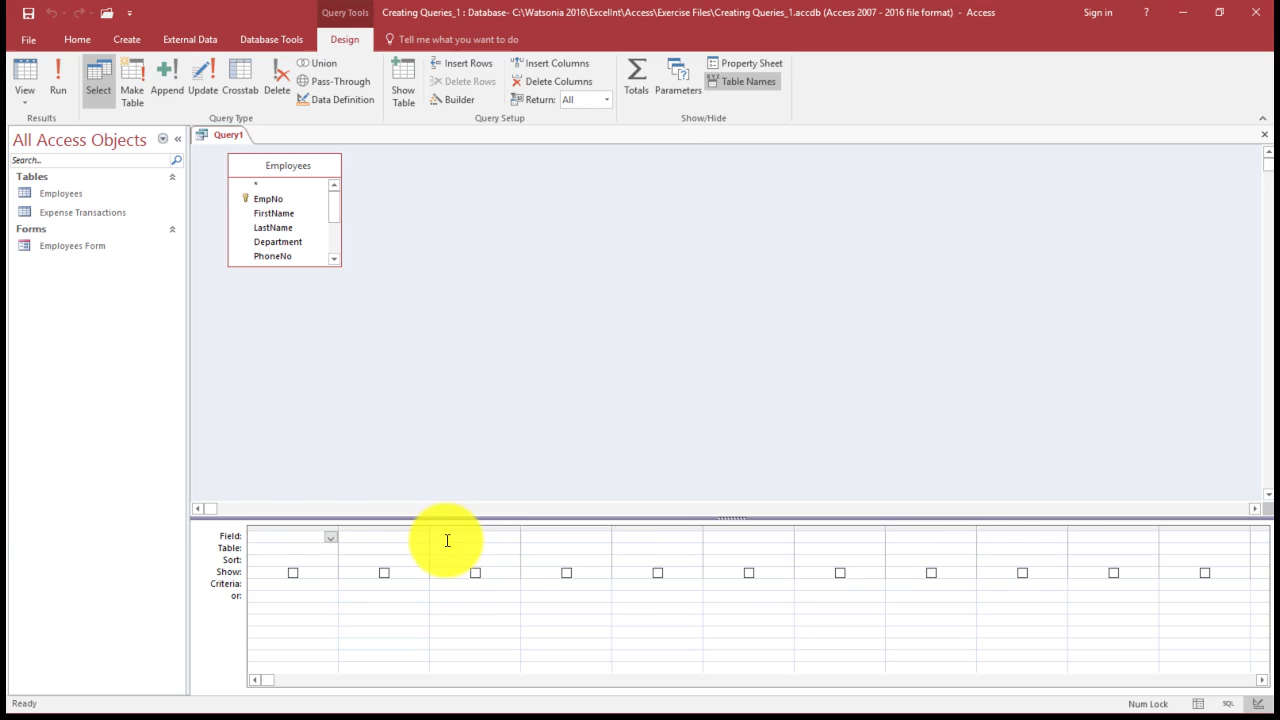 Query Tools
Creating Queries_1 : Database- C:\Watsonia 2016\ExcelInt\Access\Exercise Files\Creating Queries_1.accdb (Access 2007 - 2016 file format) - Access
Sign in
?
File
Home
Create
External Data
Database Tools
Design
Tell me what you want to do
View
Run
Select
Make
Table
Append
Update
Crosstab
Delete
Union
Pass-Through
Data Definition
Show
Table
Insert Rows
Delete Rows
Builder
Insert Columns
Delete Columns
Return: All
Totals
Parameters
Property Sheet
Table Names
Results
Query Type
Query Setup
Show/Hide
All Access Objects
Search...
Tables
Employees
Expense Transactions
Forms
Employees Form
Query1
Employees
*
EmpNo
FirstName
LastName
Department
PhoneNo
Field:
Table:
Sort:
Show:
Criteria:
or:
Ready
Num Lock
SQL